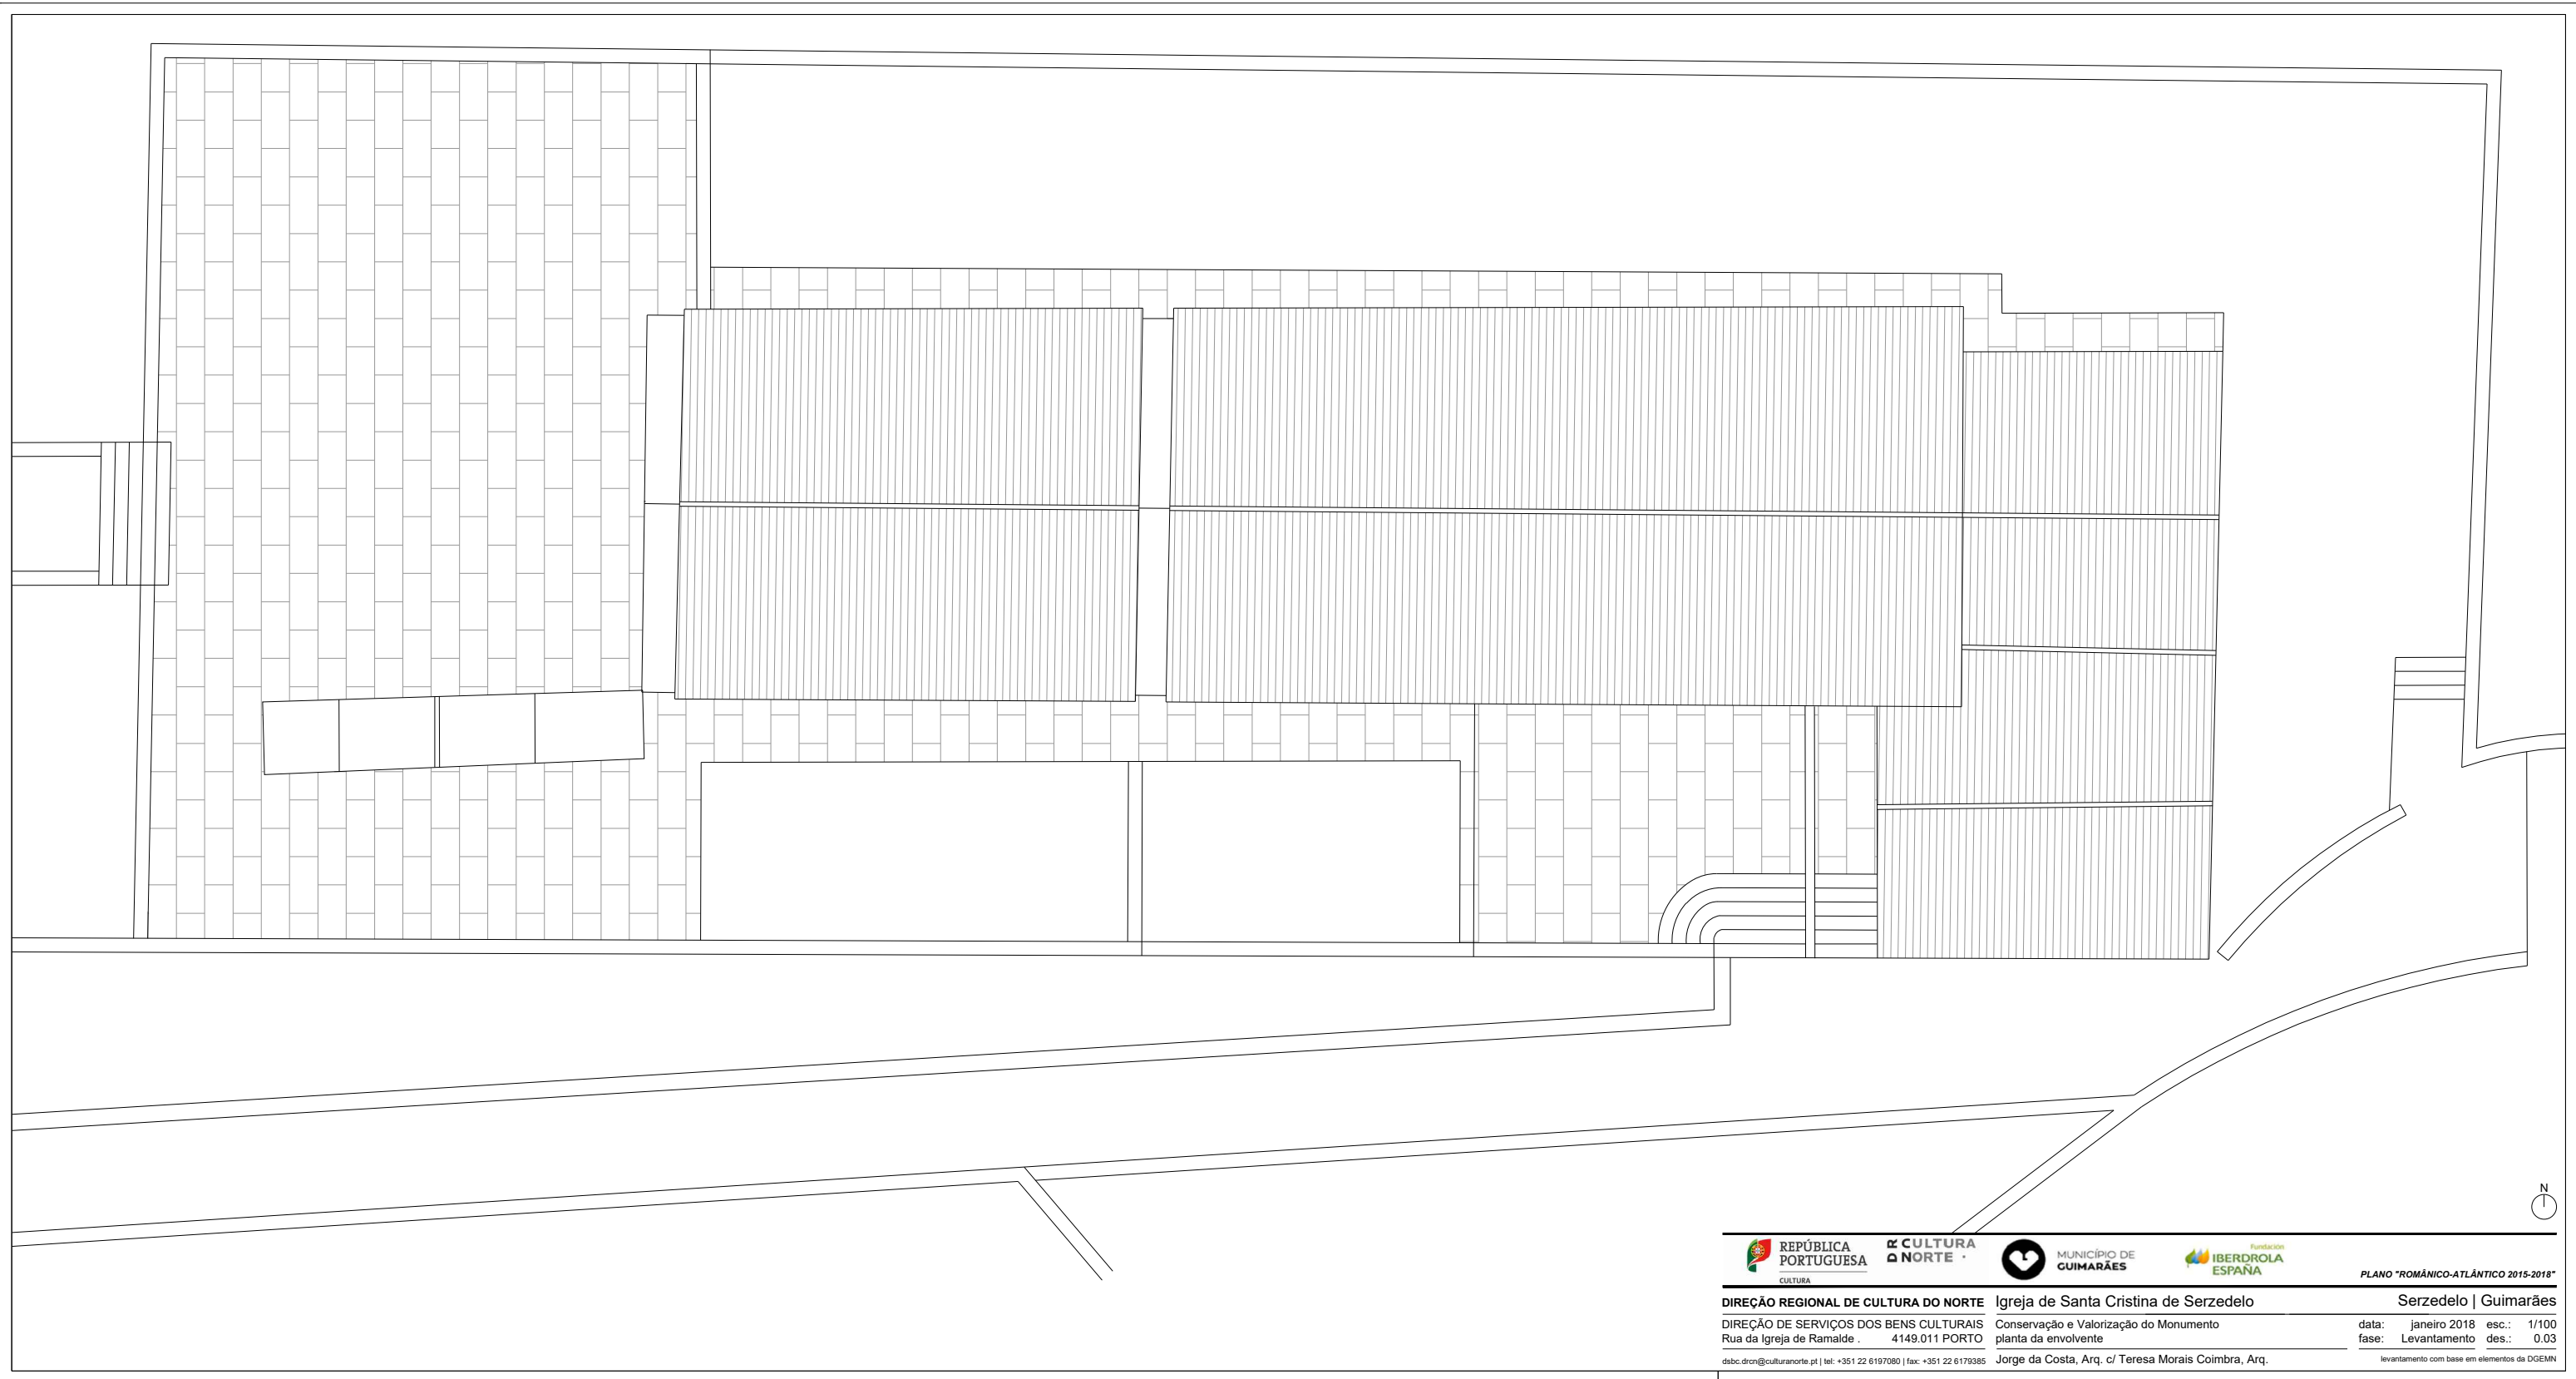 N
REPÚBLICA
PORTUGUESA
CULTURA
DR CULTURA
DNORTE ·
MUNICÍPIO DE
GUIMARÃES
Fundación
IBERDROLA
ESPAÑA
PLANO "ROMÂNICO-ATLÂNTICO 2015-2018"
DIREÇÃO REGIONAL DE CULTURA DO NORTE
Igreja de Santa Cristina de Serzedelo
Serzedelo | Guimarães
DIREÇÃO DE SERVIÇOS DOS BENS CULTURAIS
Rua da Igreja de Ramalde . 4149.011 PORTO
Conservação e Valorização do Monumento
planta da envolvente
data: janeiro 2018 esc.: 1/100
fase: Levantamento des.: 0.03
dsbc.drcn@culturanorte.pt | tel: +351 22 6197080 | fax: +351 22 6179385
Jorge da Costa, Arq. c/ Teresa Morais Coimbra, Arq.
levantamento com base em elementos da DGEMN